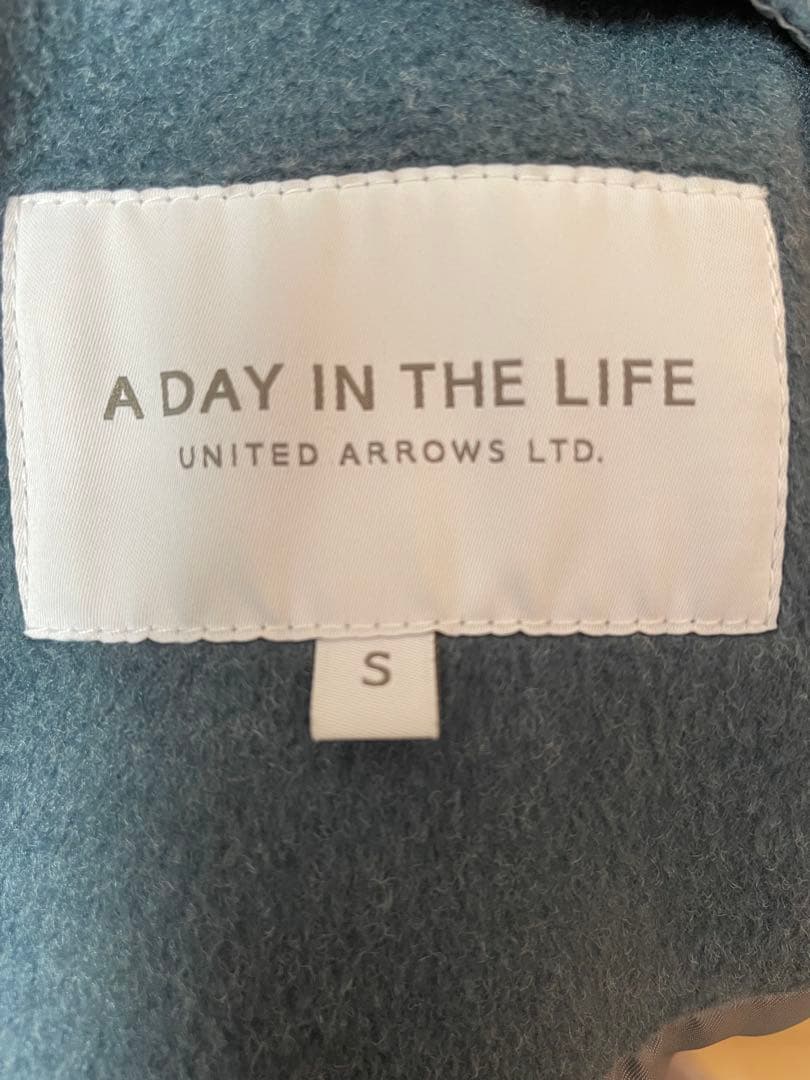 A DAY IN THE LIFE
UNITED ARROWS LTD.
S